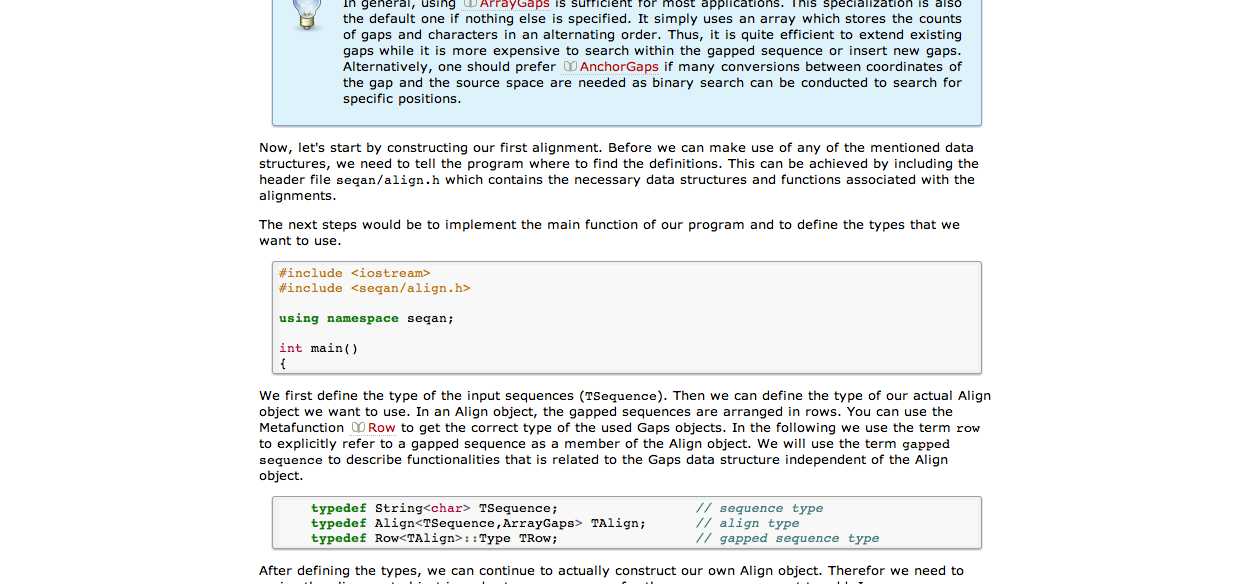 In general, using ArrayGaps is sufficient for most applications. This specialization is also
the default one if nothing else is specified. It simply uses an array which stores the counts
of gaps and characters in an alternating order. Thus, it is quite efficient to extend existing
gaps while it is more expensive to search within the gapped sequence or insert new gaps.
Alternatively, one should prefer AnchorGaps if many conversions between coordinates of
the gap and the source space are needed as binary search can be conducted to search for
specific positions.
Now, let's start by constructing our first alignment. Before we can make use of any of the mentioned data
structures, we need to tell the program where to find the definitions. This can be achieved by including the
header file seqan/align.h which contains the necessary data structures and functions associated with the
alignments.
The next steps would be to implement the main function of our program and to define the types that we
want to use.
#include <iostream>
#include <seqan/align.h>
using namespace seqan;
int main()
{
We first define the type of the input sequences (TSequence). Then we can define the type of our actual Align
object we want to use. In an Align object, the gapped sequences are arranged in rows. You can use the
Metafunction Row to get the correct type of the used Gaps objects. In the following we use the term row
to explicitly refer to a gapped sequence as a member of the Align object. We will use the term gapped
sequence to describe functionalities that is related to the Gaps data structure independent of the Align
object.
typedef String<char> TSequence; // sequence type
typedef Align<TSequence,ArrayGaps> TAlign; // align type
typedef Row<TAlign>::Type TRow; // gapped sequence type
After defining the types, we can continue to actually construct our own Align object. Therefor we need to